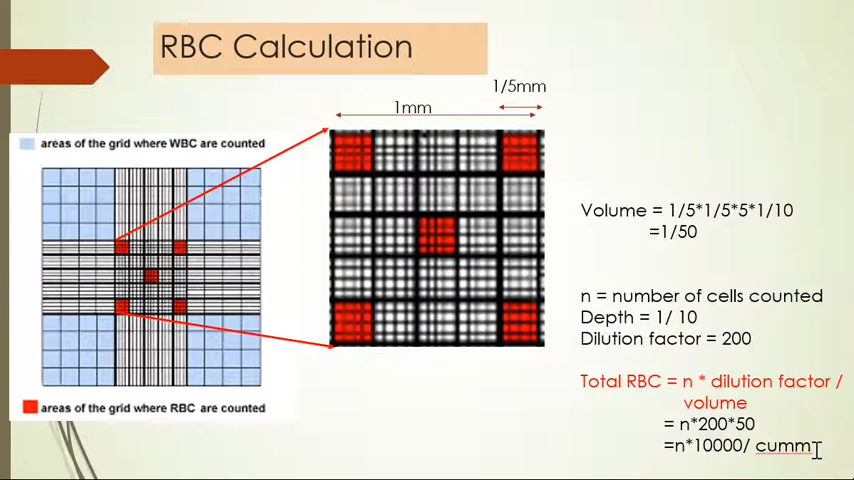 RBC Calculation
1/5mm
1mm
areas of the grid where WBC are counted
areas of the grid where RBC are counted
Volume = 1/5*1/5*5*1/10
=1/50
n = number of cells counted
Depth = 1/ 10
Dilution factor = 200
Total RBC = n * dilution factor /
volume
= n*200*50
=n*10000/ cumm